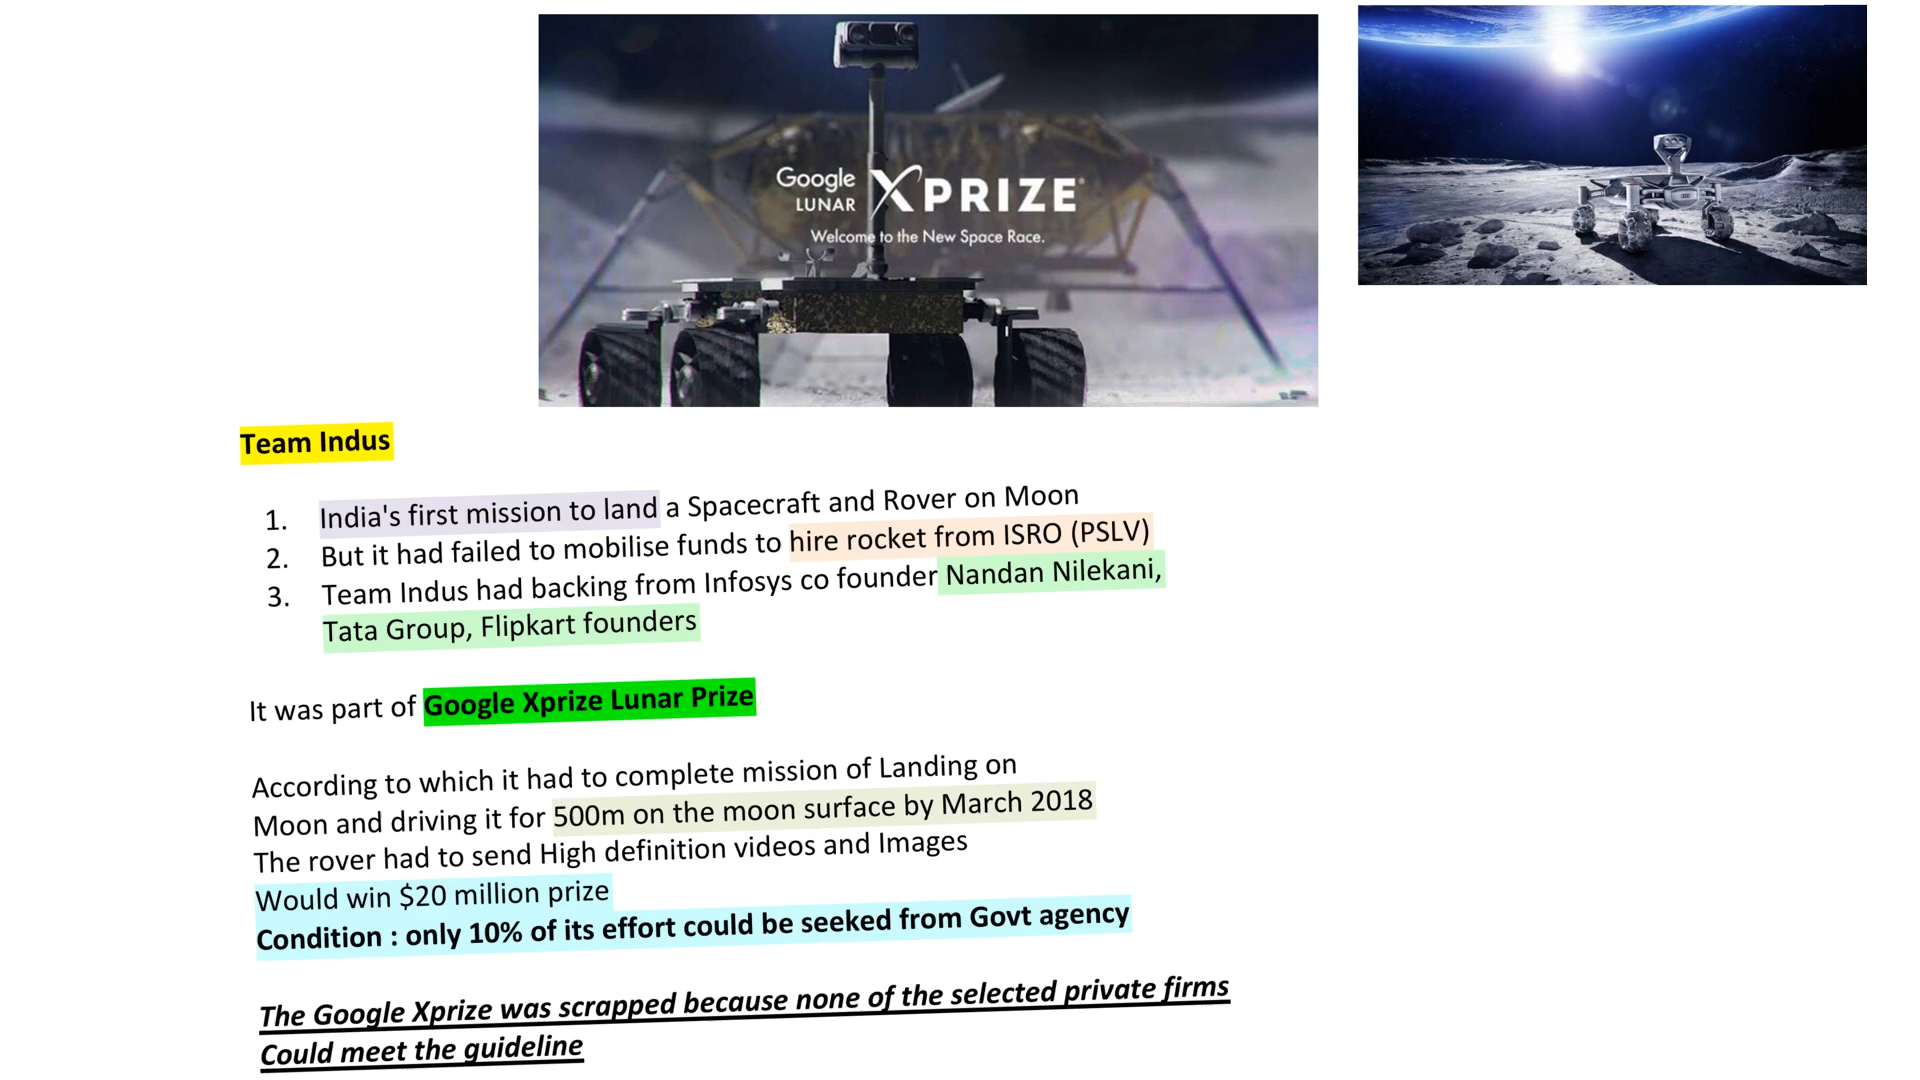 Google
LUNAR
XPRIZE
Welcome to the New Space Race.
Team Indus
1. India's first mission to land a Spacecraft and Rover on Moon
2. But it had failed to mobilise funds to hire rocket from ISRO (PSLV)
3. Team Indus had backing from Infosys co founder Nandan Nilekani,
Tata Group, Flipkart founders
It was part of Google Xprize Lunar Prize
According to which it had to complete mission of Landing on
Moon and driving it for 500m on the moon surface by March 2018
The rover had to send High definition videos and Images
Would win $20 million prize
Condition : only 10% of its effort could be seeked from Govt agency
The Google Xprize was scrapped because none of the selected private firms
Could meet the guideline